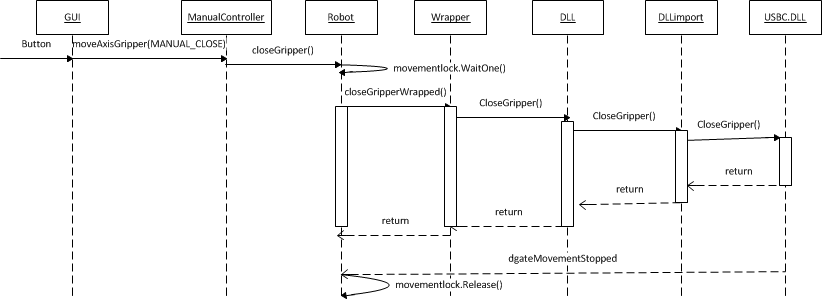 GUI ManualController Robot Wrapper DLL DLLimport USBC.DLL
Button moveAxisGripper(MANUAL_CLOSE)
closeGripper()
movementlock.WaitOne()
closeGripperWrapped()
CloseGripper()
CloseGripper()
CloseGripper()
return
return
return
return
dgateMovementStopped
movementlock.Release()